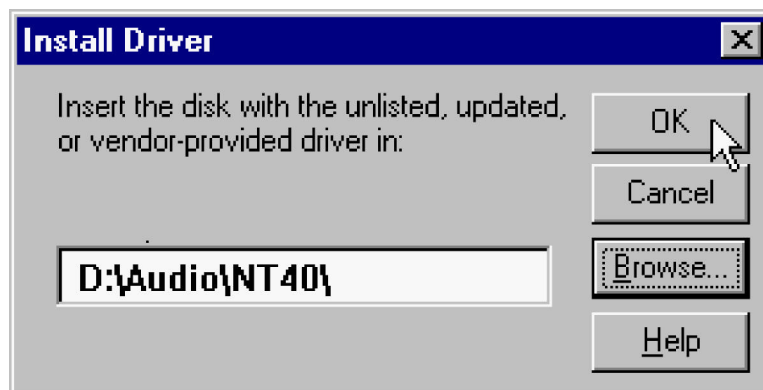 Install Driver
Insert the disk with the unlisted, updated,
or vendor-provided driver in:
OK
Cancel
D:\Audio\NT40\
Browse...
Help